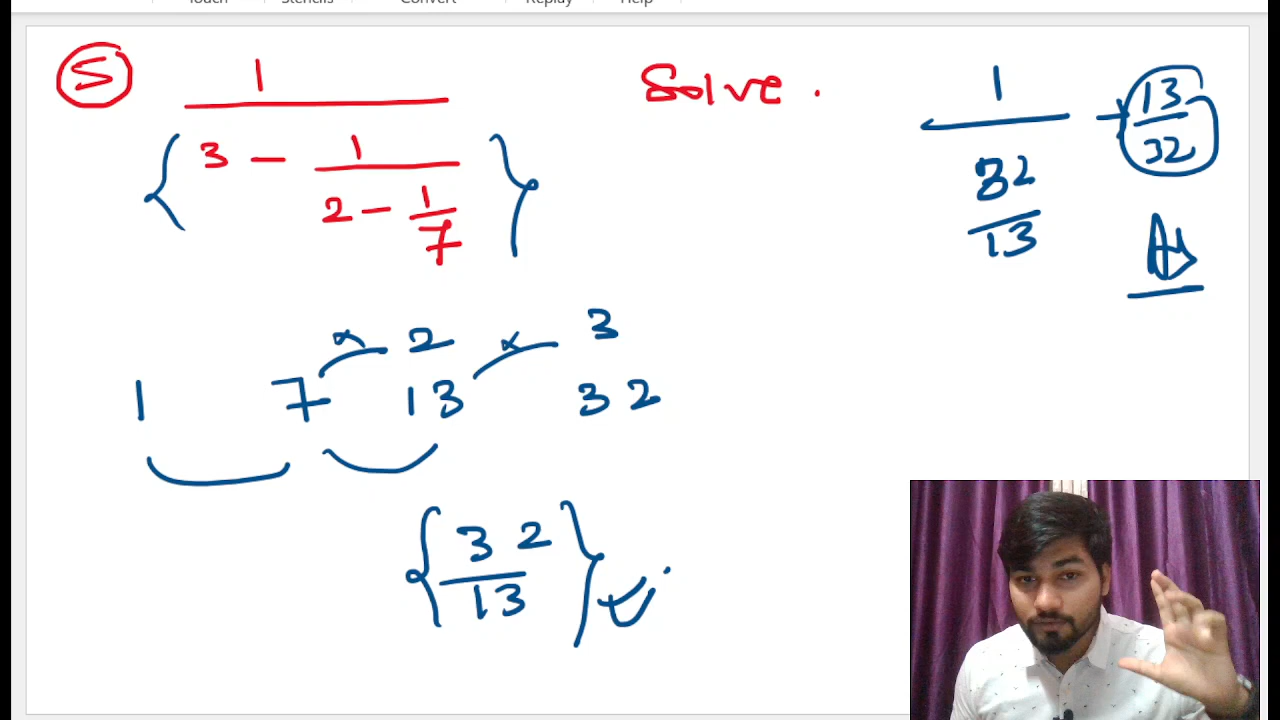 Touch Stencils Convert Replay Help
5
1
{ 3 - 1
2 - 1
7 }
Solve.
1
32
13
→ 13
32
Ans
× 2 × 3
1 7 13 32
{ 32
13 }